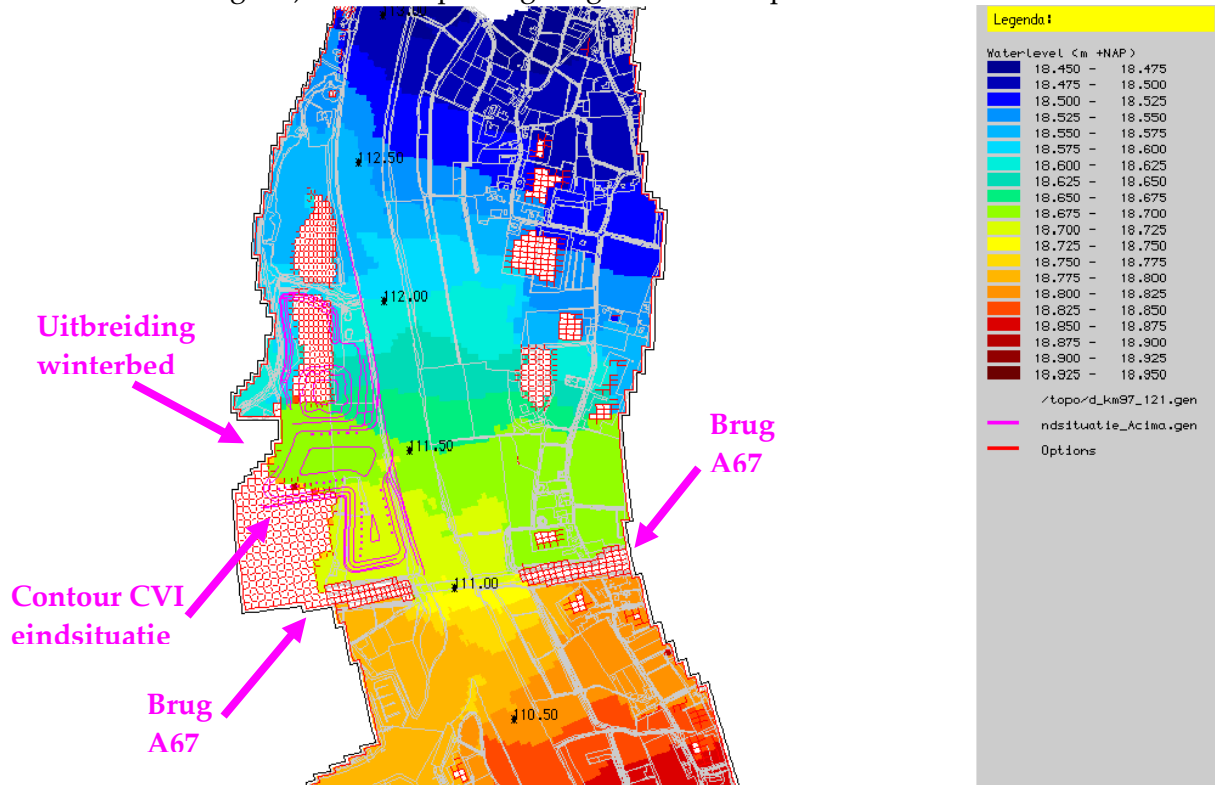 Legenda:
Waterlevel (m +NAP)
18.450 - 18.475
18.475 - 18.500
18.500 - 18.525
18.525 - 18.550
18.550 - 18.575
18.575 - 18.600
18.600 - 18.625
18.625 - 18.650
18.650 - 18.675
18.675 - 18.700
18.700 - 18.725
18.725 - 18.750
18.750 - 18.775
18.775 - 18.800
18.800 - 18.825
18.825 - 18.850
18.850 - 18.875
18.875 - 18.900
18.900 - 18.925
18.925 - 18.950
/topo/d_km97_121.gen
ndsituatie_Acima.gen
Options
112.50
112.00
Uitbreiding
winterbed
111.50
Brug
A67
111.00
Contour CVI
eindsituatie
Brug
A67
110.50